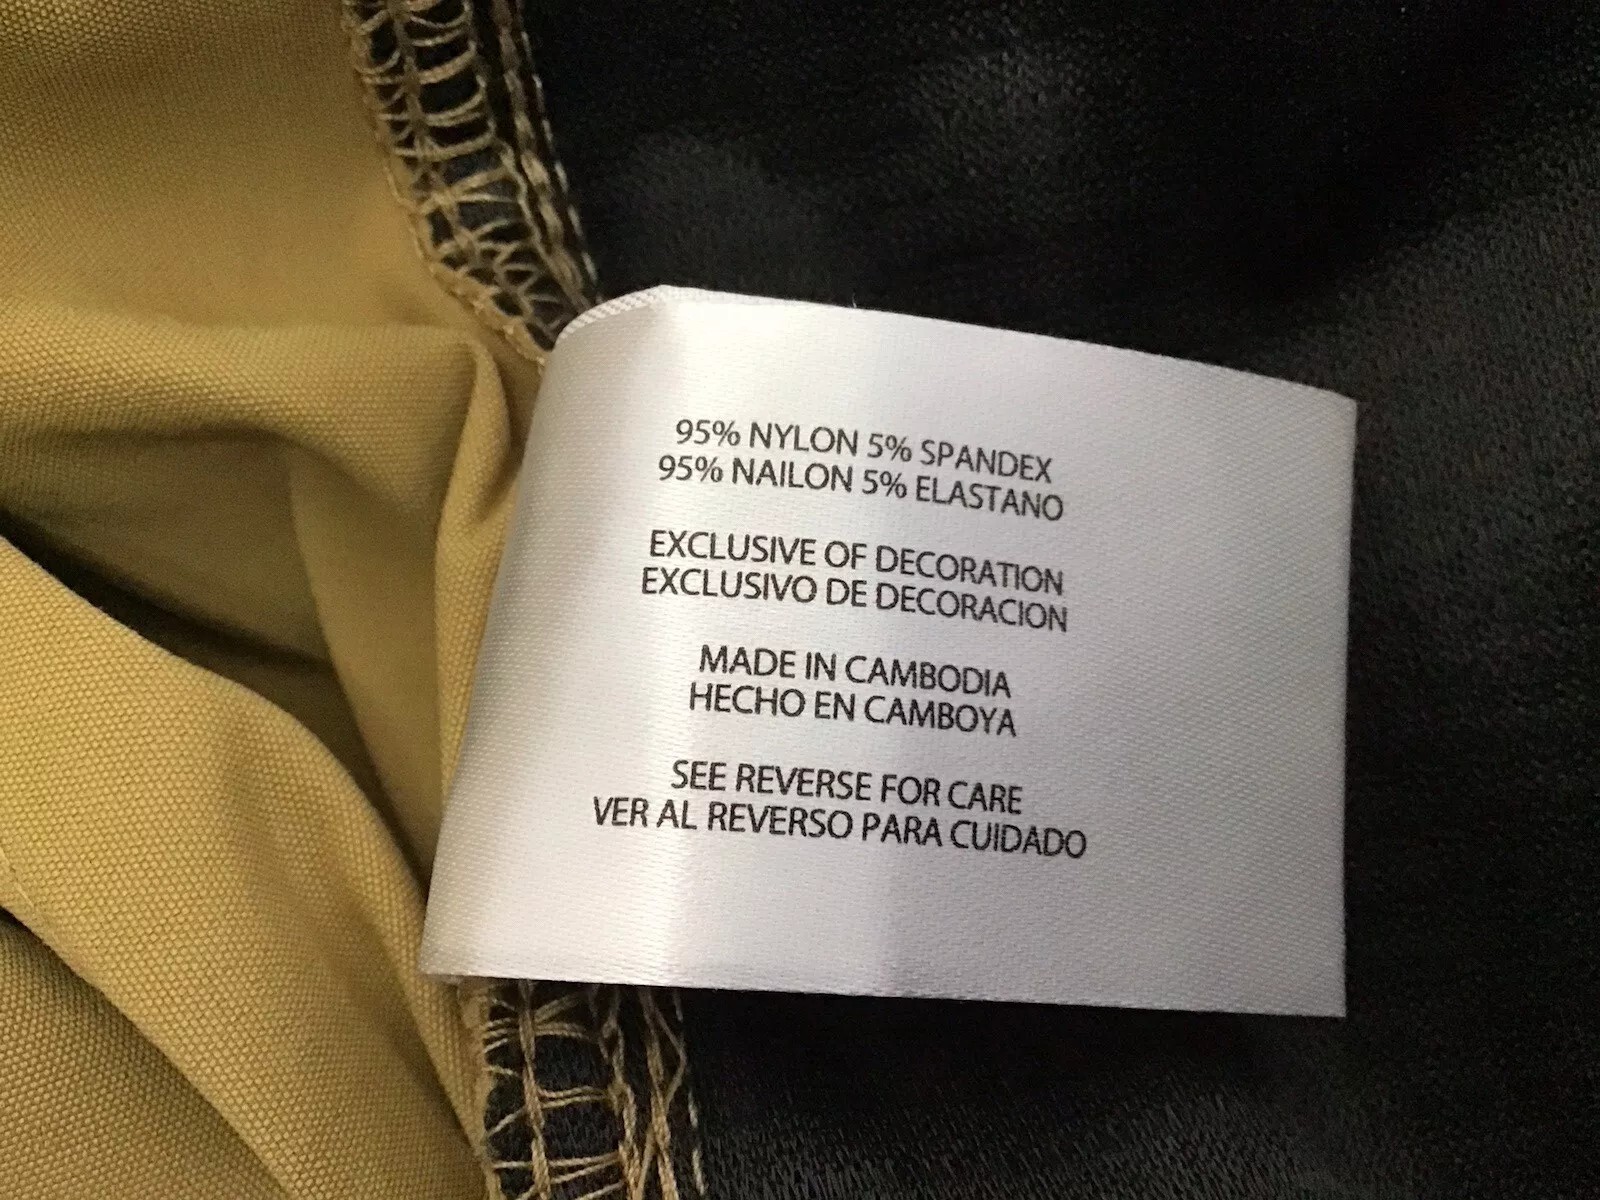 95% NYLON 5% SPANDEX
95% NAILON 5% ELASTANO
EXCLUSIVE OF DECORATION
EXCLUSIVO DE DECORACION
MADE IN CAMBODIA
HECHO EN CAMBOYA
SEE REVERSE FOR CARE
VER AL REVERSO PARA CUIDADO